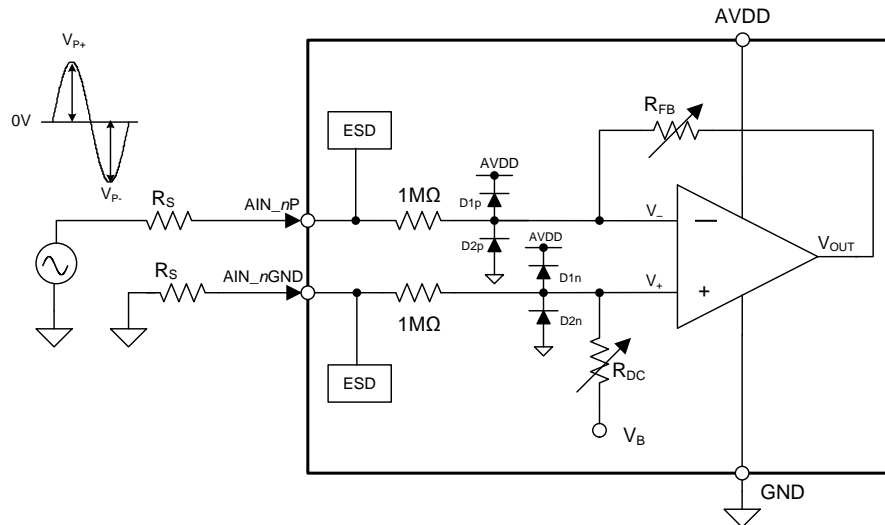 AVDD
V_P+
0V
V_P-
ESD
R_FB
AVDD
R_S
AIN_nP
1MΩ
D1p
V_−
−
D2p
AVDD
V_OUT
R_S
AIN_nGND
D1n
V_+
+
1MΩ
D2n
ESD
R_DC
V_B
GND